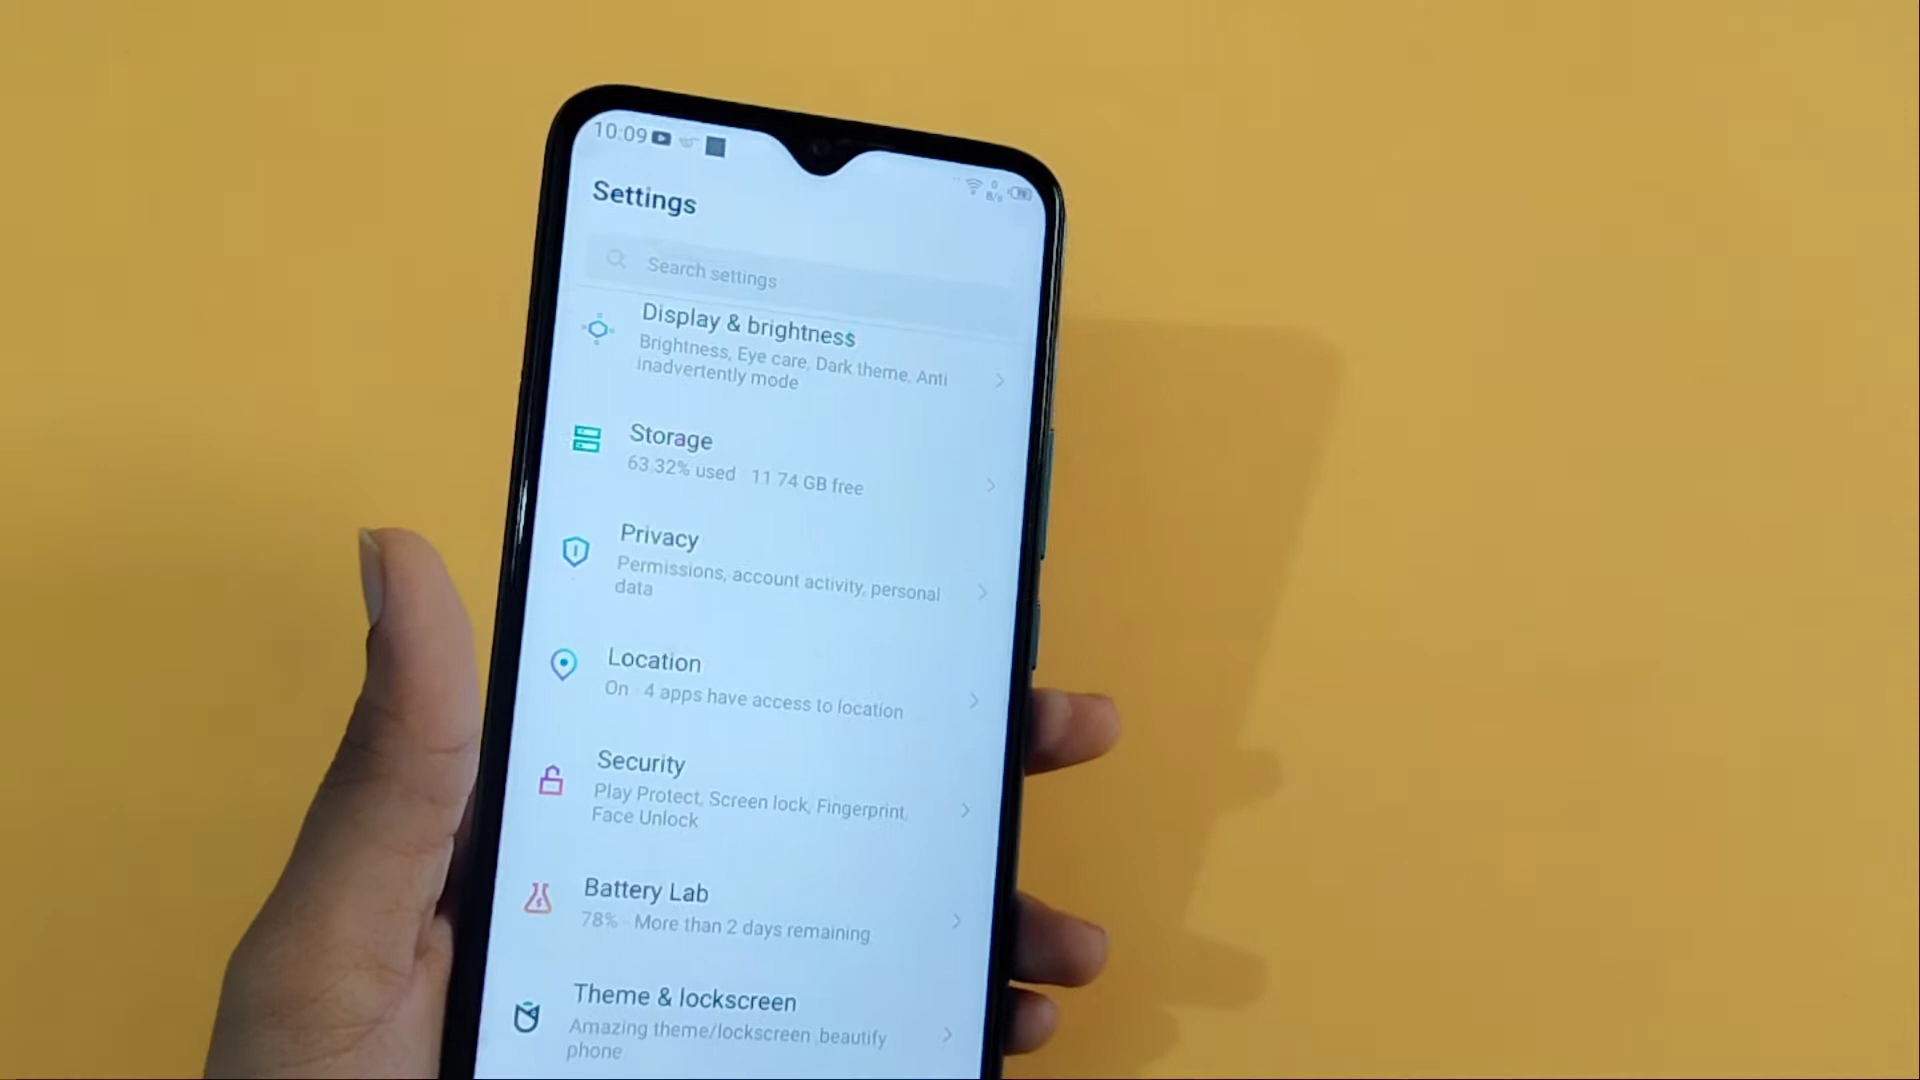 10:09
0
B/s
Settings
Search settings
Display & brightness
Brightness, Eye care, Dark theme, Anti
inadvertently mode
Storage
63.32% used · 11.74 GB free
Privacy
Permissions, account activity, personal
data
Location
On · 4 apps have access to location
Security
Play Protect, Screen lock, Fingerprint,
Face Unlock
Battery Lab
78% · More than 2 days remaining
Theme & lockscreen
Amazing theme/lockscreen ,beautify
phone